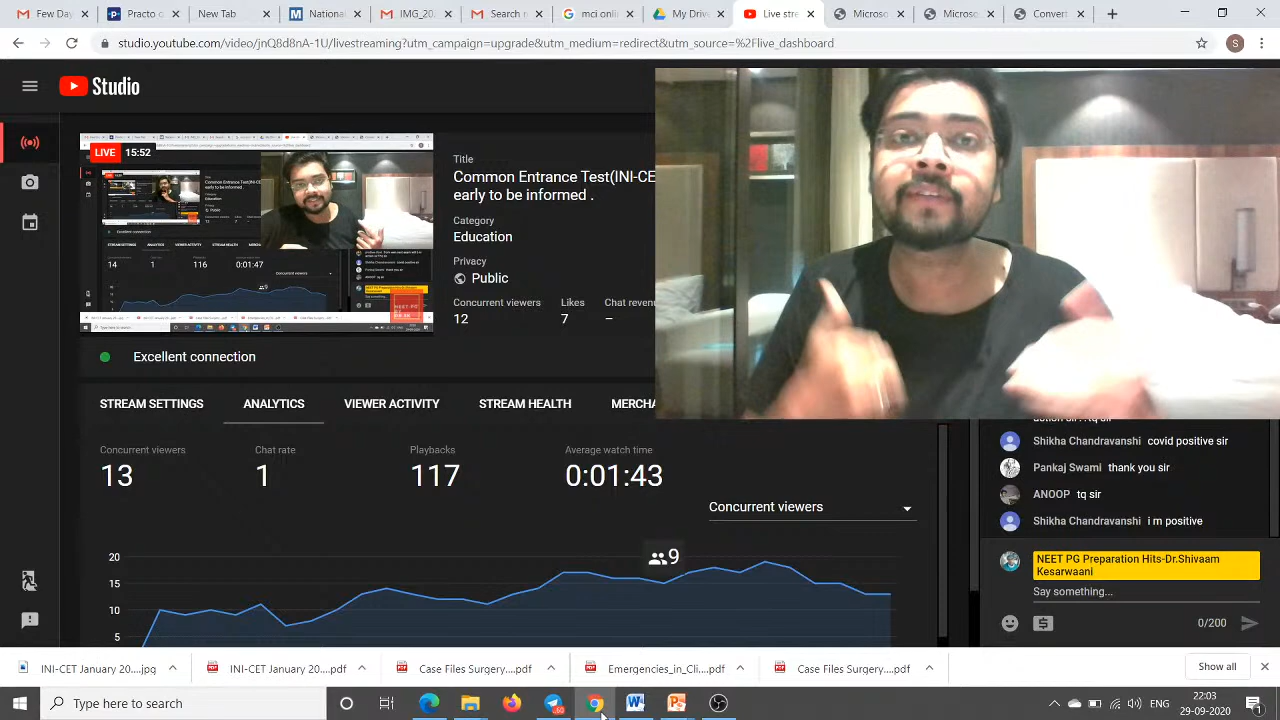 Few Day
Practo c
New Tab
National
IMG_20
Search r
mci onli
My Driv
Live stre
Microso
Microso
Convert
studio.youtube.com/video/jnQ8d8nA-1U/livestreaming?utm_campaign=upgrade&utm_medium=redirect&utm_source=%2Flive_dashboard
S
Studio
LIVE 15:52
Title
Common Entrance Test(INI-CE
early to be informed .
Category
Education
Privacy
Public
Concurrent viewers Likes Chat revenu
12 7 –
Excellent connection
STREAM SETTINGS ANALYTICS VIEWER ACTIVITY STREAM HEALTH MERCHA
Concurrent viewers Chat rate Playbacks Average watch time
13 1 117 0:01:43
Concurrent viewers
9
20
15
10
5
Shikha Chandravanshi covid positive sir
Pankaj Swami thank you sir
ANOOP tq sir
Shikha Chandravanshi i m positive
NEET PG Preparation Hits-Dr.Shivaam
Kesarwaani
Say something...
0/200
INI-CET January 20....jpg
INI-CET January 20....pdf
Case Files Surgery....pdf
Emergence_in_Cli....pdf
Case Files Surgery....pdf
Show all
Type here to search
ENG
22:03
29-09-2020